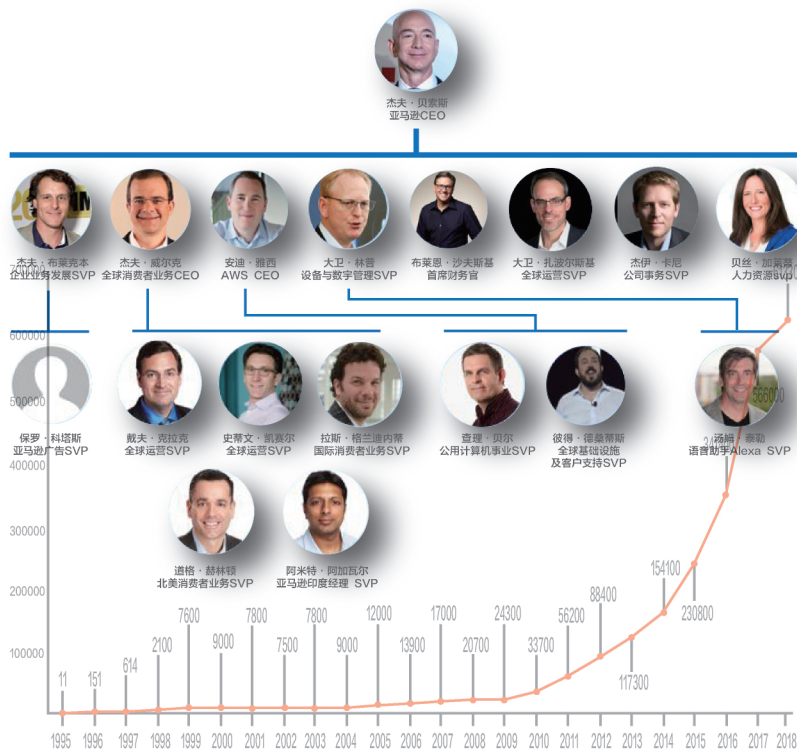 杰夫·贝索斯
亚马逊CEO
杰夫·布莱克本
企业业务发展SVP
杰夫·威尔克
全球消费者业务CEO
安迪·雅西
AWS CEO
大卫·林普
设备与数字管理SVP
布莱恩·沙夫斯基
首席财务官
大卫·扎波尔斯基
全球运营SVP
杰伊·卡尼
公司事务SVP
贝丝·加
人力资源svp
保罗·科塔斯
亚马逊广告SVP
戴夫·克拉克
全球运营SVP
史蒂文·凯赛尔
全球运营SVP
拉斯·格兰迪内蒂
国际消费者业务SVP
查理·贝尔
公用计算机事业SVP
彼得·德桑蒂斯
全球基础设施
及客户支持SVP
汤姆·泰勒
语音助手Alexa SVP
道格·赫林顿
北美消费者业务SVP
阿米特·阿加瓦尔
亚马逊印度经理 SVP
700000
600000
500000
400000
300000
200000
100000
11
151
614
2100
7600
9000
7800
7500
7800
9000
12000
13900
17000
20700
24300
33700
56200
88400
117300
154100
230800
566000
1995
1996
1997
1998
1999
2000
2001
2002
2003
2004
2005
2006
2007
2008
2009
2010
2011
2012
2013
2014
2015
2016
2017
2018